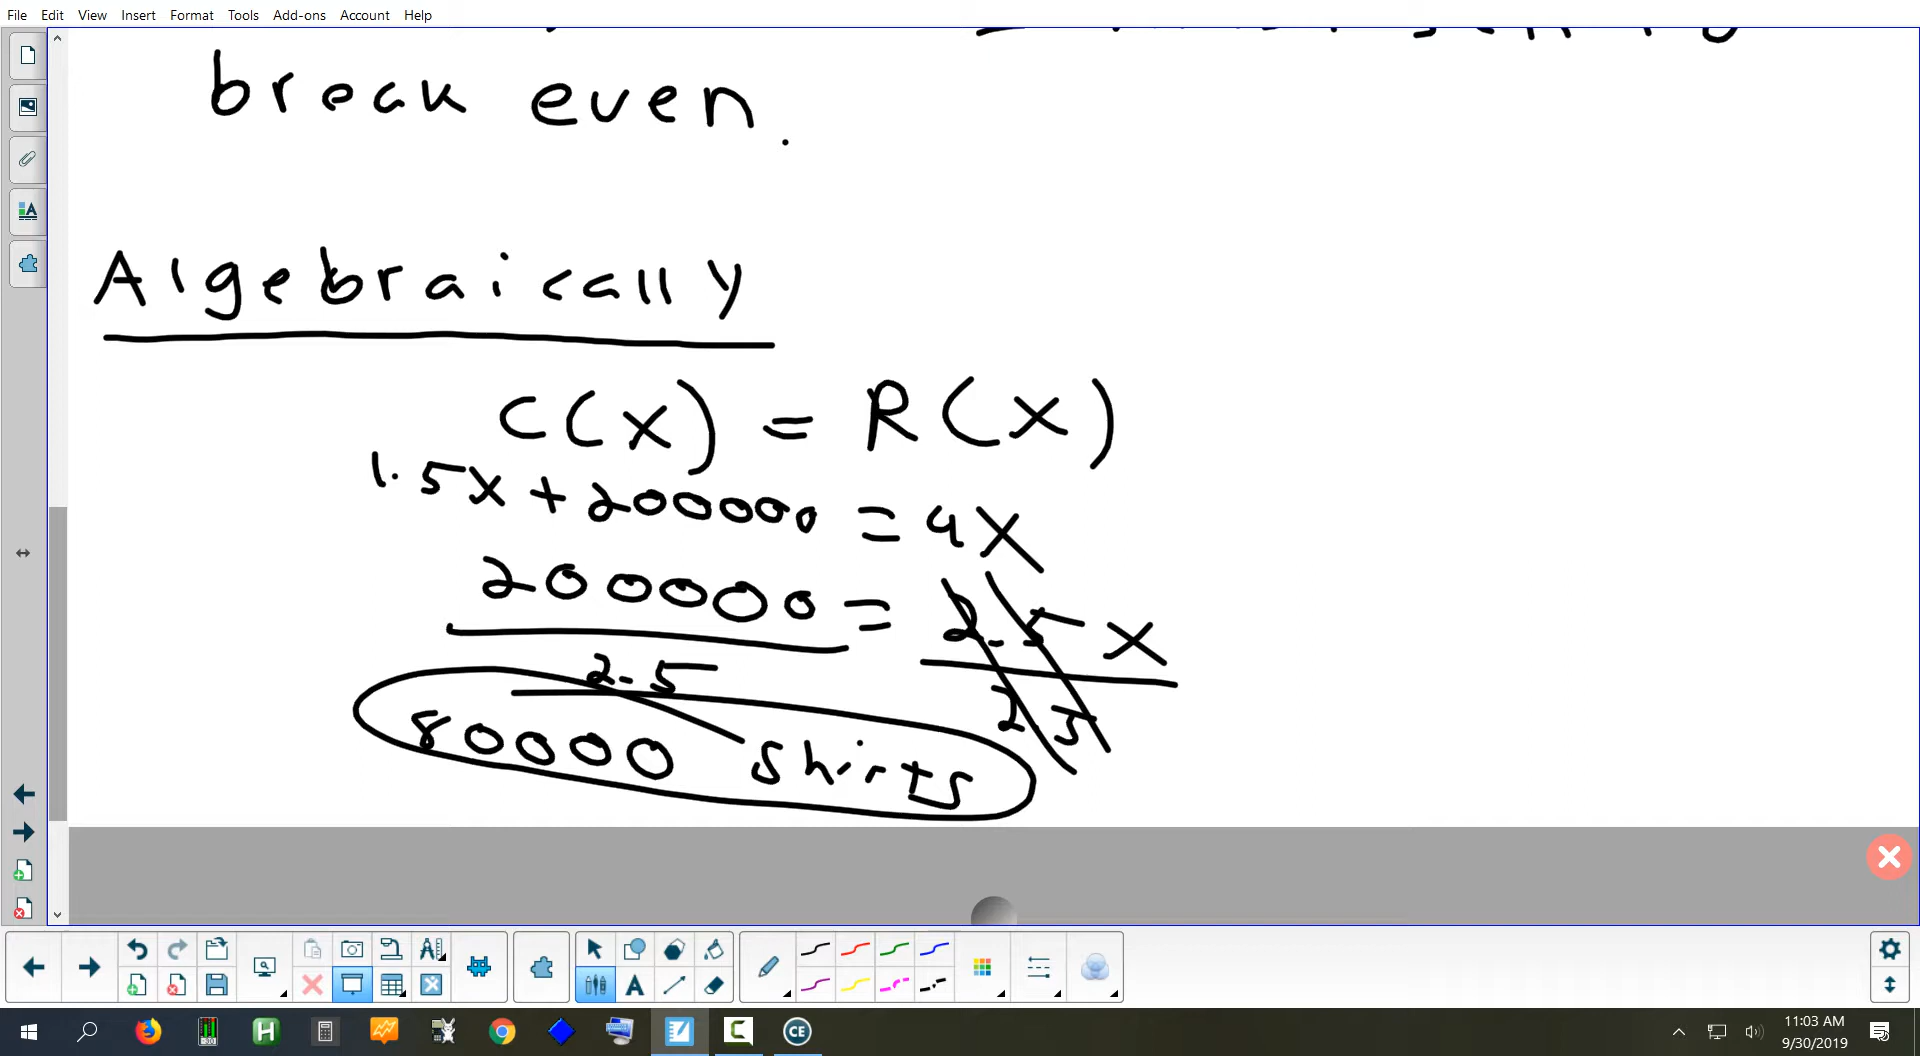 File Edit View Insert Format Tools Add-ons Account Help
break even.
Algebraically
C(x) = R(x)
1.5x + 200000 = 4x
200000 = 2.5x
2.5 2.5
80000 shirts
A
A
H
CE
11:03 AM
9/30/2019